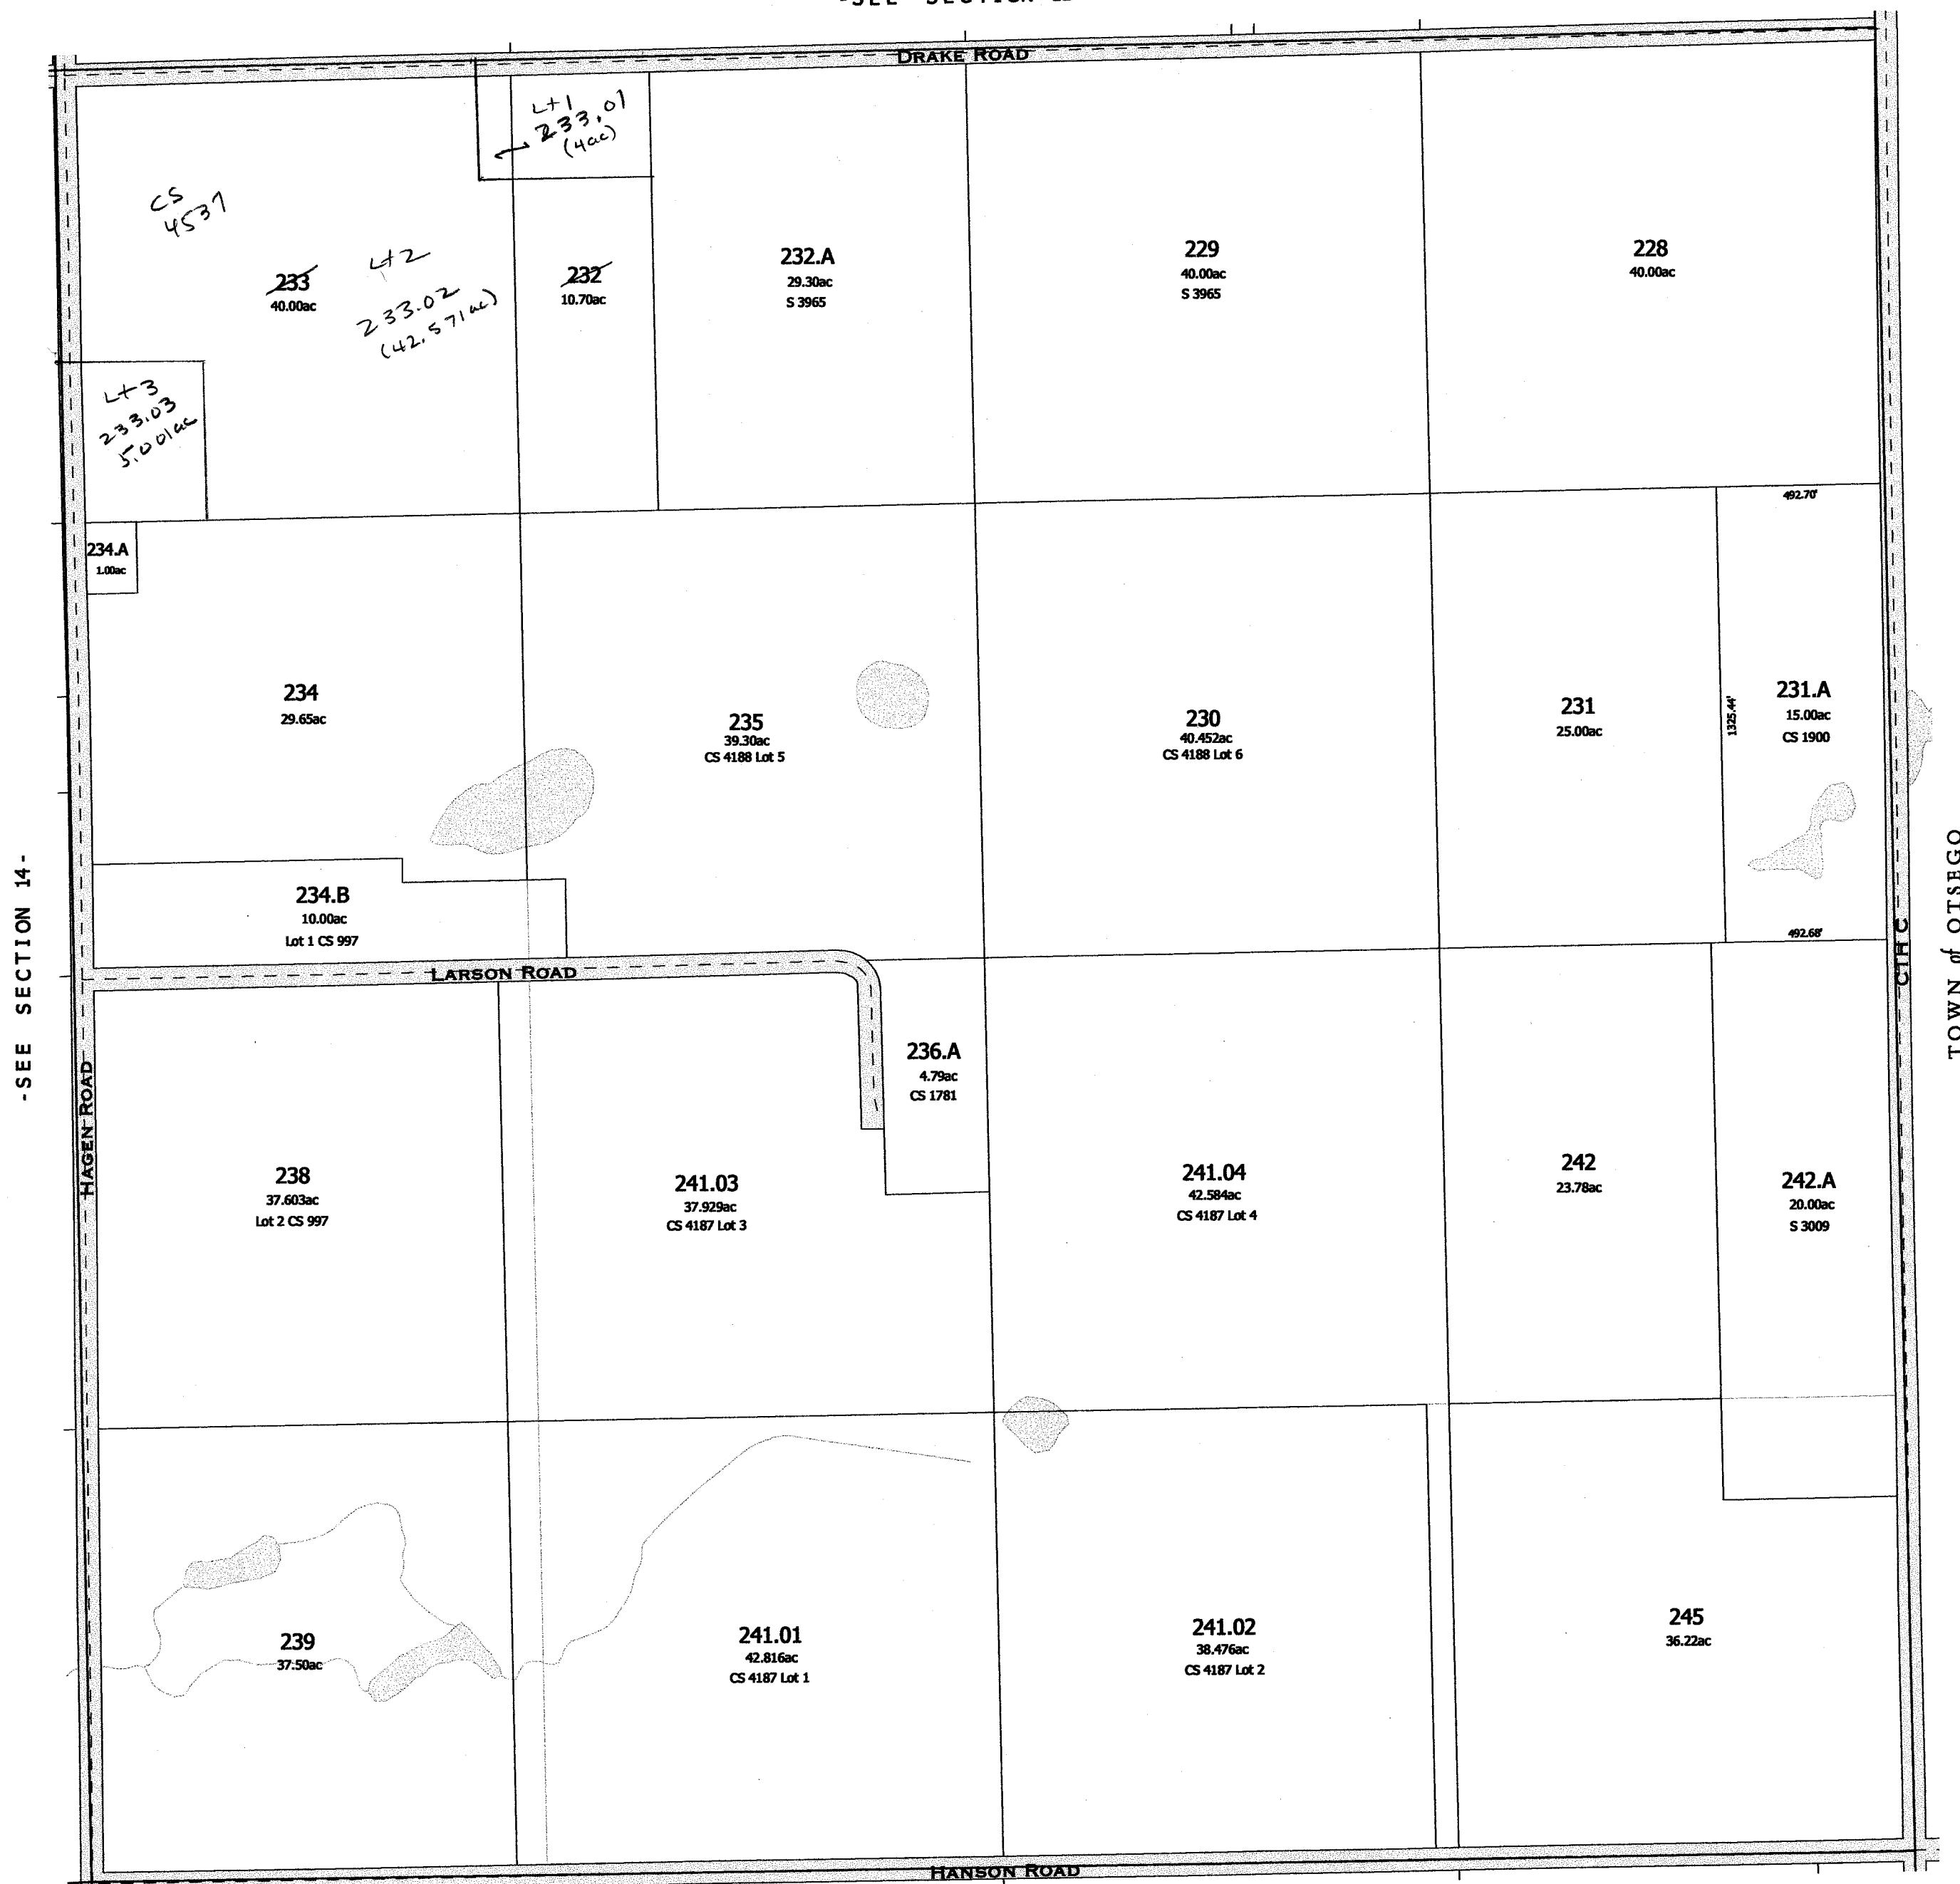 DRAKE ROAD
Lt 1
233.01
(4ac)
CS
4537
233
40.00ac
Lt 2
233.02
(42.571ac)
232
10.70ac
232.A
29.30ac
S 3965
229
40.00ac
S 3965
228
40.00ac
Lt 3
233.03
5.001ac
492.70'
234.A
1.00ac
234
29.65ac
235
39.30ac
CS 4188 Lot 5
230
40.452ac
CS 4188 Lot 6
231
25.00ac
1325.44'
231.A
15.00ac
CS 1900
234.B
10.00ac
Lot 1 CS 997
492.68'
LARSON ROAD
-SEE SECTION 14-
HAGEN ROAD
CTH C
TOWN of OTSEGO
236.A
4.79ac
CS 1781
238
37.603ac
Lot 2 CS 997
241.03
37.929ac
CS 4187 Lot 3
241.04
42.584ac
CS 4187 Lot 4
242
23.78ac
242.A
20.00ac
S 3009
239
37.50ac
241.01
42.816ac
CS 4187 Lot 1
241.02
38.476ac
CS 4187 Lot 2
245
36.22ac
HANSON ROAD